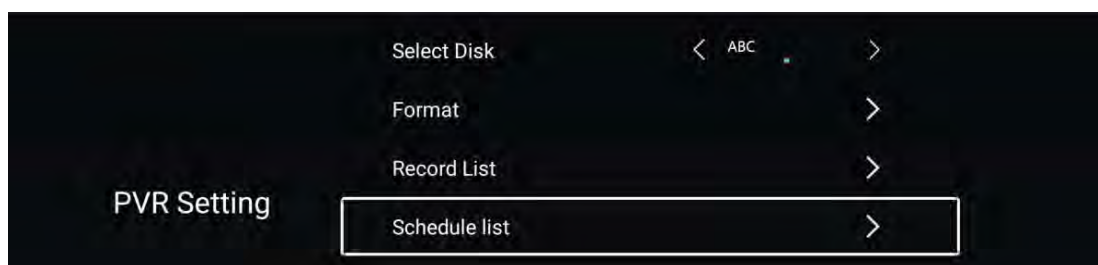 Select Disk
ABC
Format
Record List
PVR Setting
Schedule list